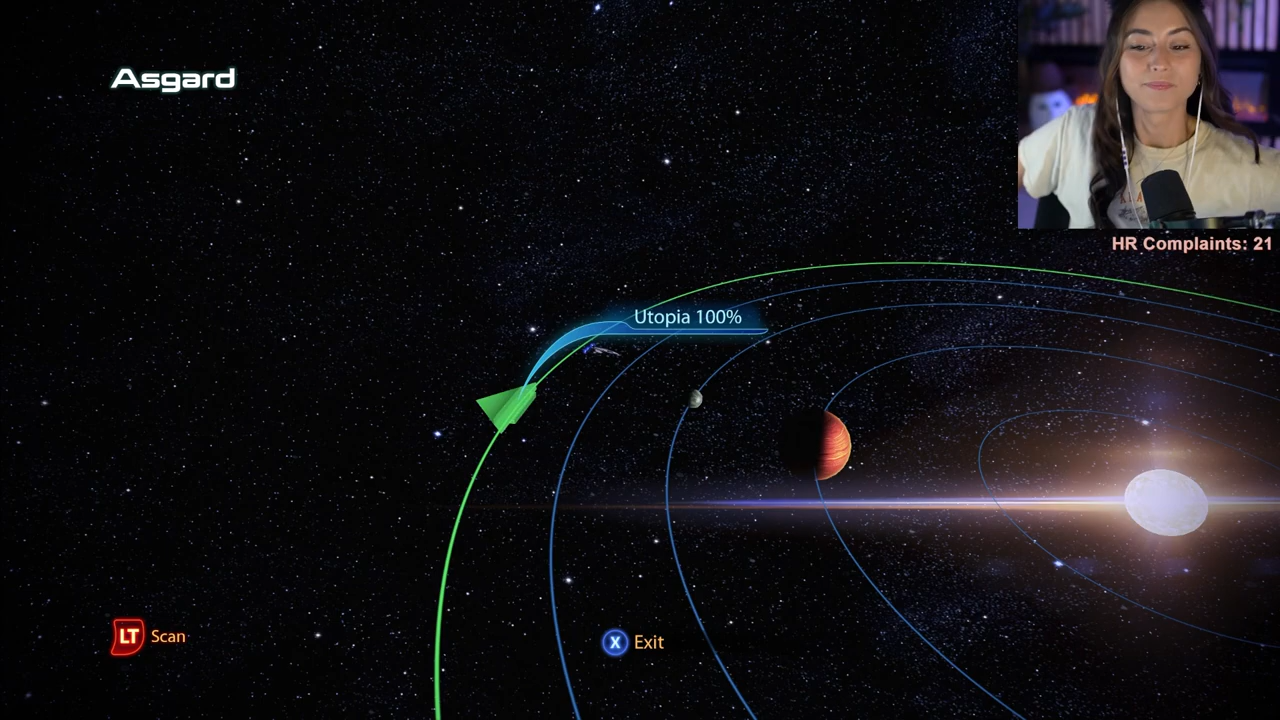 Asgard
HR Complaints: 21
Utopia 100%
LT Scan
X Exit